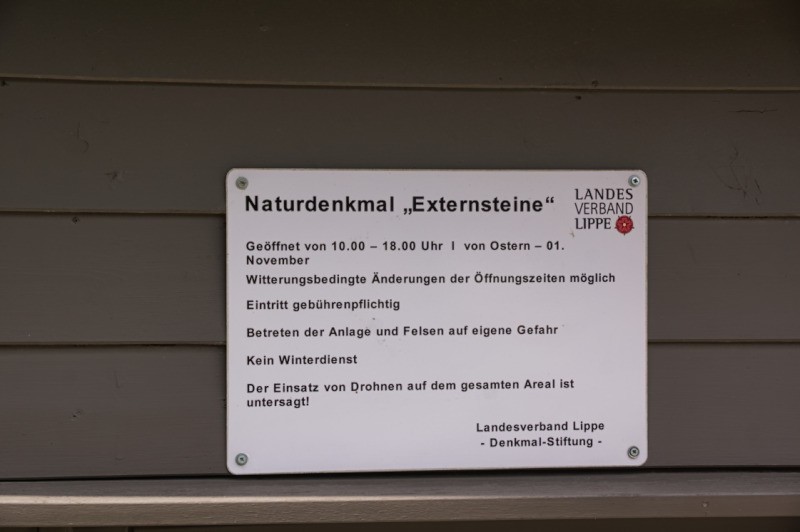 Naturdenkmal „Externsteine“
LANDES
VERBAND
LIPPE
Geöffnet von 10.00 – 18.00 Uhr I von Ostern – 01.
November
Witterungsbedingte Änderungen der Öffnungszeiten möglich
Eintritt gebührenpflichtig
Betreten der Anlage und Felsen auf eigene Gefahr
Kein Winterdienst
Der Einsatz von Drohnen auf dem gesamten Areal ist
untersagt!
Landesverband Lippe
- Denkmal-Stiftung -